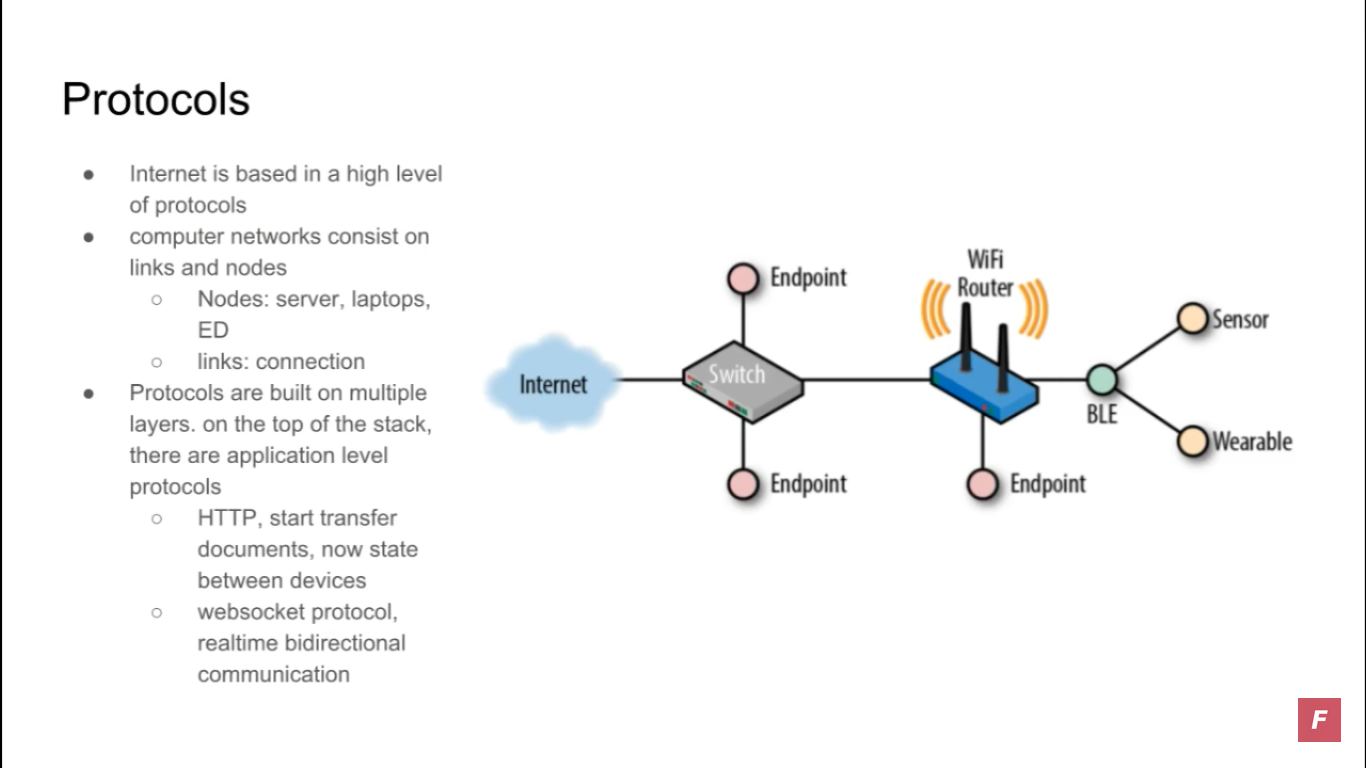 Protocols
● Internet is based in a high level
of protocols
● computer networks consist on
links and nodes
○ Nodes: server, laptops,
ED
○ links: connection
● Protocols are built on multiple
layers. on the top of the stack,
there are application level
protocols
○ HTTP, start transfer
documents, now state
between devices
○ websocket protocol,
realtime bidirectional
communication
Internet
Switch
Endpoint
Endpoint
WiFi
Router
Endpoint
BLE
Sensor
Wearable
F